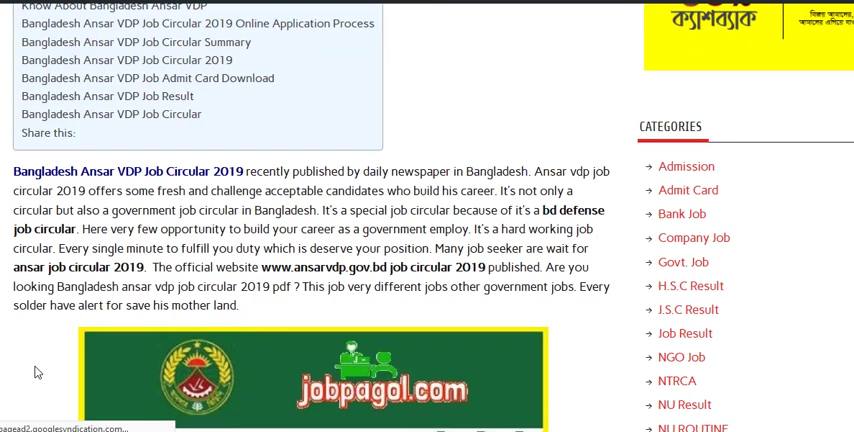 Know About Bangladesh Ansar VDP
Bangladesh Ansar VDP Job Circular 2019 Online Application Process
Bangladesh Ansar VDP Job Circular Summary
Bangladesh Ansar VDP Job Circular 2019
Bangladesh Ansar VDP Job Admit Card Download
Bangladesh Ansar VDP Job Result
Bangladesh Ansar VDP Job Circular
Share this:
Bangladesh Ansar VDP Job Circular 2019 recently published by daily newspaper in Bangladesh. Ansar vdp job
circular 2019 offers some fresh and challenge acceptable candidates who build his career. It's not only a
circular but also a government job circular in Bangladesh. It's a special job circular because of it's a bd defense
job circular. Here very few opportunity to build your career as a government employ. It's a hard working job
circular. Every single minute to fulfill you duty which is deserve your position. Many job seeker are wait for
ansar job circular 2019. The official website www.ansarvdp.gov.bd job circular 2019 published. Are you
looking Bangladesh ansar vdp job circular 2019 pdf ? This job very different jobs other government jobs. Every
solder have alert for save his mother land.
jobpagol.com
pagead2.googlesyndication.com...
ক্যাশব্যাক
CATEGORIES
Admission
Admit Card
Bank Job
Company Job
Govt. Job
H.S.C Result
J.S.C Result
Job Result
NGO Job
NTRCA
NU Result
NU ROUTINE